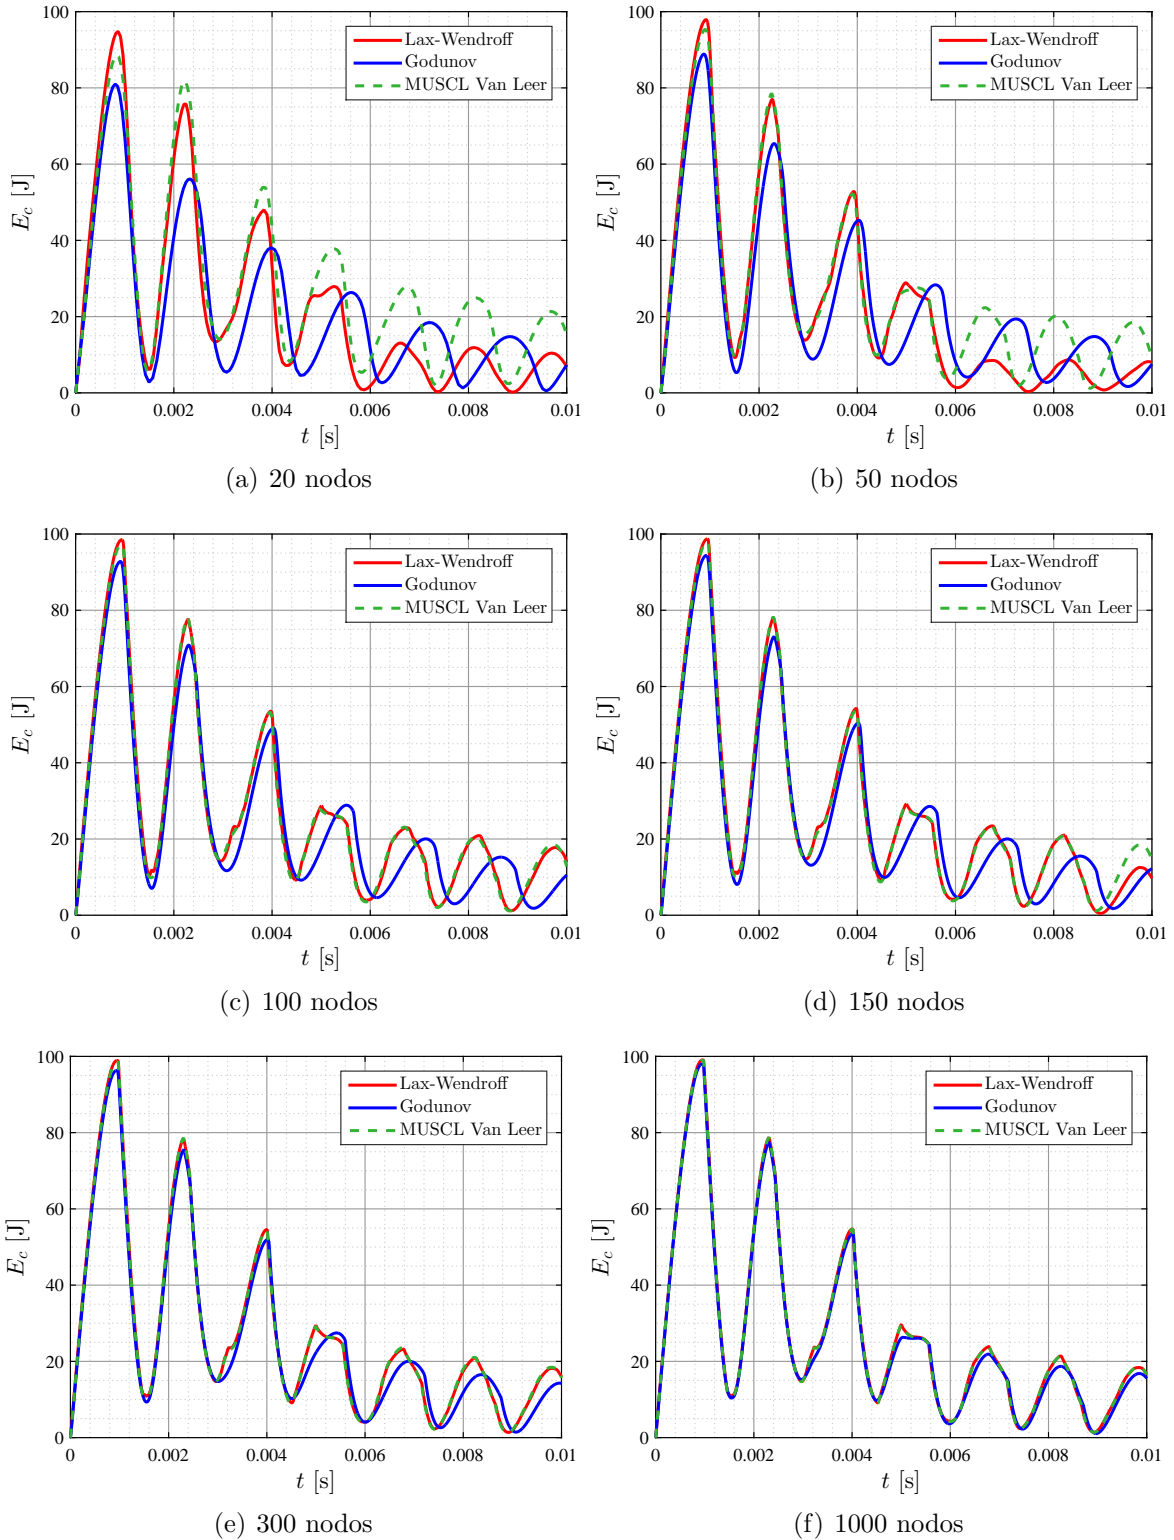 100
80
60
40
20
0
E_c [J]
0
0.002
0.004
0.006
0.008
0.01
t [s]
Lax-Wendroff
Godunov
MUSCL Van Leer
(a) 20 nodos
100
80
60
40
20
0
E_c [J]
0
0.002
0.004
0.006
0.008
0.01
t [s]
Lax-Wendroff
Godunov
MUSCL Van Leer
(b) 50 nodos
100
80
60
40
20
0
E_c [J]
0
0.002
0.004
0.006
0.008
0.01
t [s]
Lax-Wendroff
Godunov
MUSCL Van Leer
(c) 100 nodos
100
80
60
40
20
0
E_c [J]
0
0.002
0.004
0.006
0.008
0.01
t [s]
Lax-Wendroff
Godunov
MUSCL Van Leer
(d) 150 nodos
100
80
60
40
20
0
E_c [J]
0
0.002
0.004
0.006
0.008
0.01
t [s]
Lax-Wendroff
Godunov
MUSCL Van Leer
(e) 300 nodos
100
80
60
40
20
0
E_c [J]
0
0.002
0.004
0.006
0.008
0.01
t [s]
Lax-Wendroff
Godunov
MUSCL Van Leer
(f) 1000 nodos